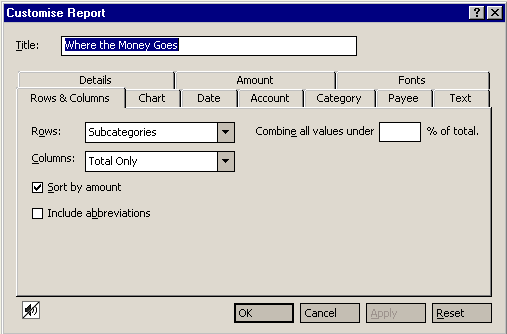 Customise Report
Title: Where the Money Goes
Details Amount Fonts
Rows & Columns Chart Date Account Category Payee Text
Rows: Subcategories Combining all values under % of total.
Columns: Total Only
Sort by amount
Include abbreviations
OK Cancel Apply Reset